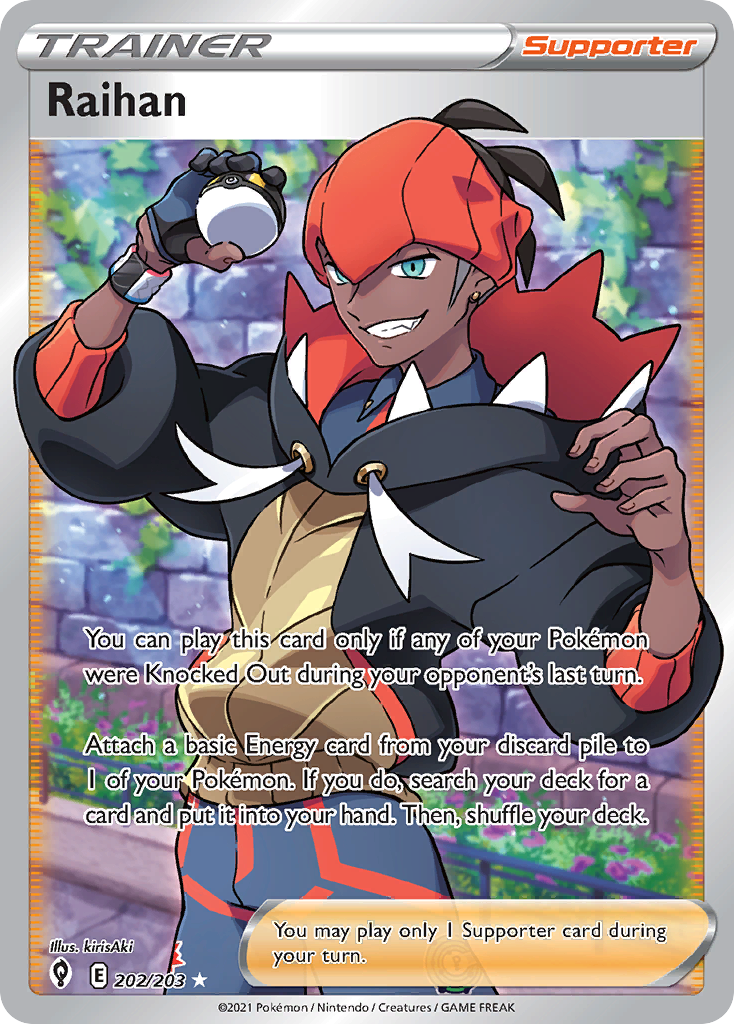 TRAINER Supporter
Raihan
You can play this card only if any of your Pokémon
were Knocked Out during your opponent's last turn.
Attach a basic Energy card from your discard pile to
1 of your Pokémon. If you do, search your deck for a
card and put it into your hand. Then, shuffle your deck.
You may play only 1 Supporter card during
your turn.
Illus. kirisAki
E 202/203 ★
©2021 Pokémon / Nintendo / Creatures / GAME FREAK